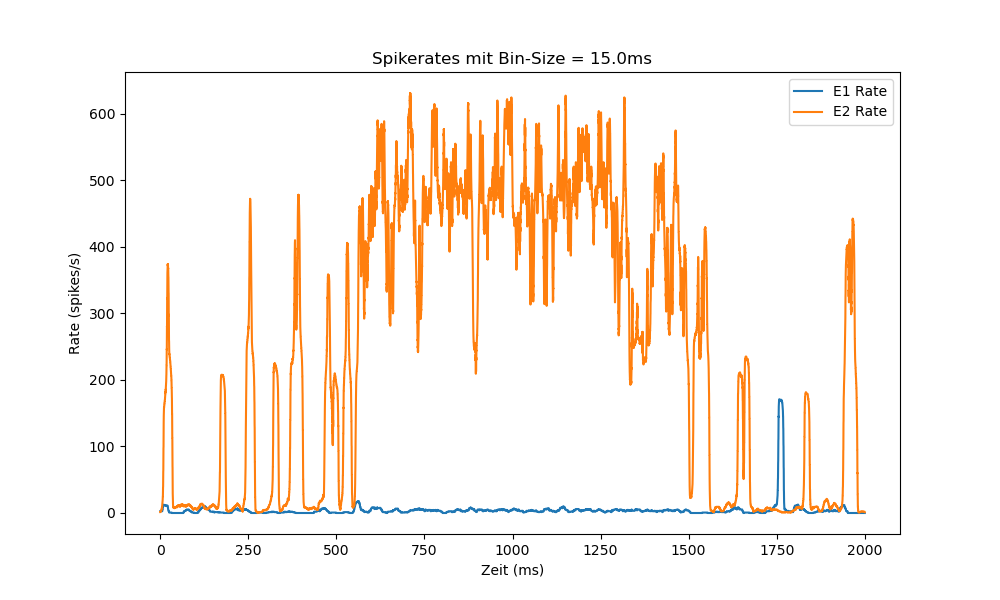 Spikerates mit Bin-Size = 15.0ms
E1 Rate
E2 Rate
Rate (spikes/s)
600
500
400
300
200
100
0
0 250 500 750 1000 1250 1500 1750 2000
Zeit (ms)